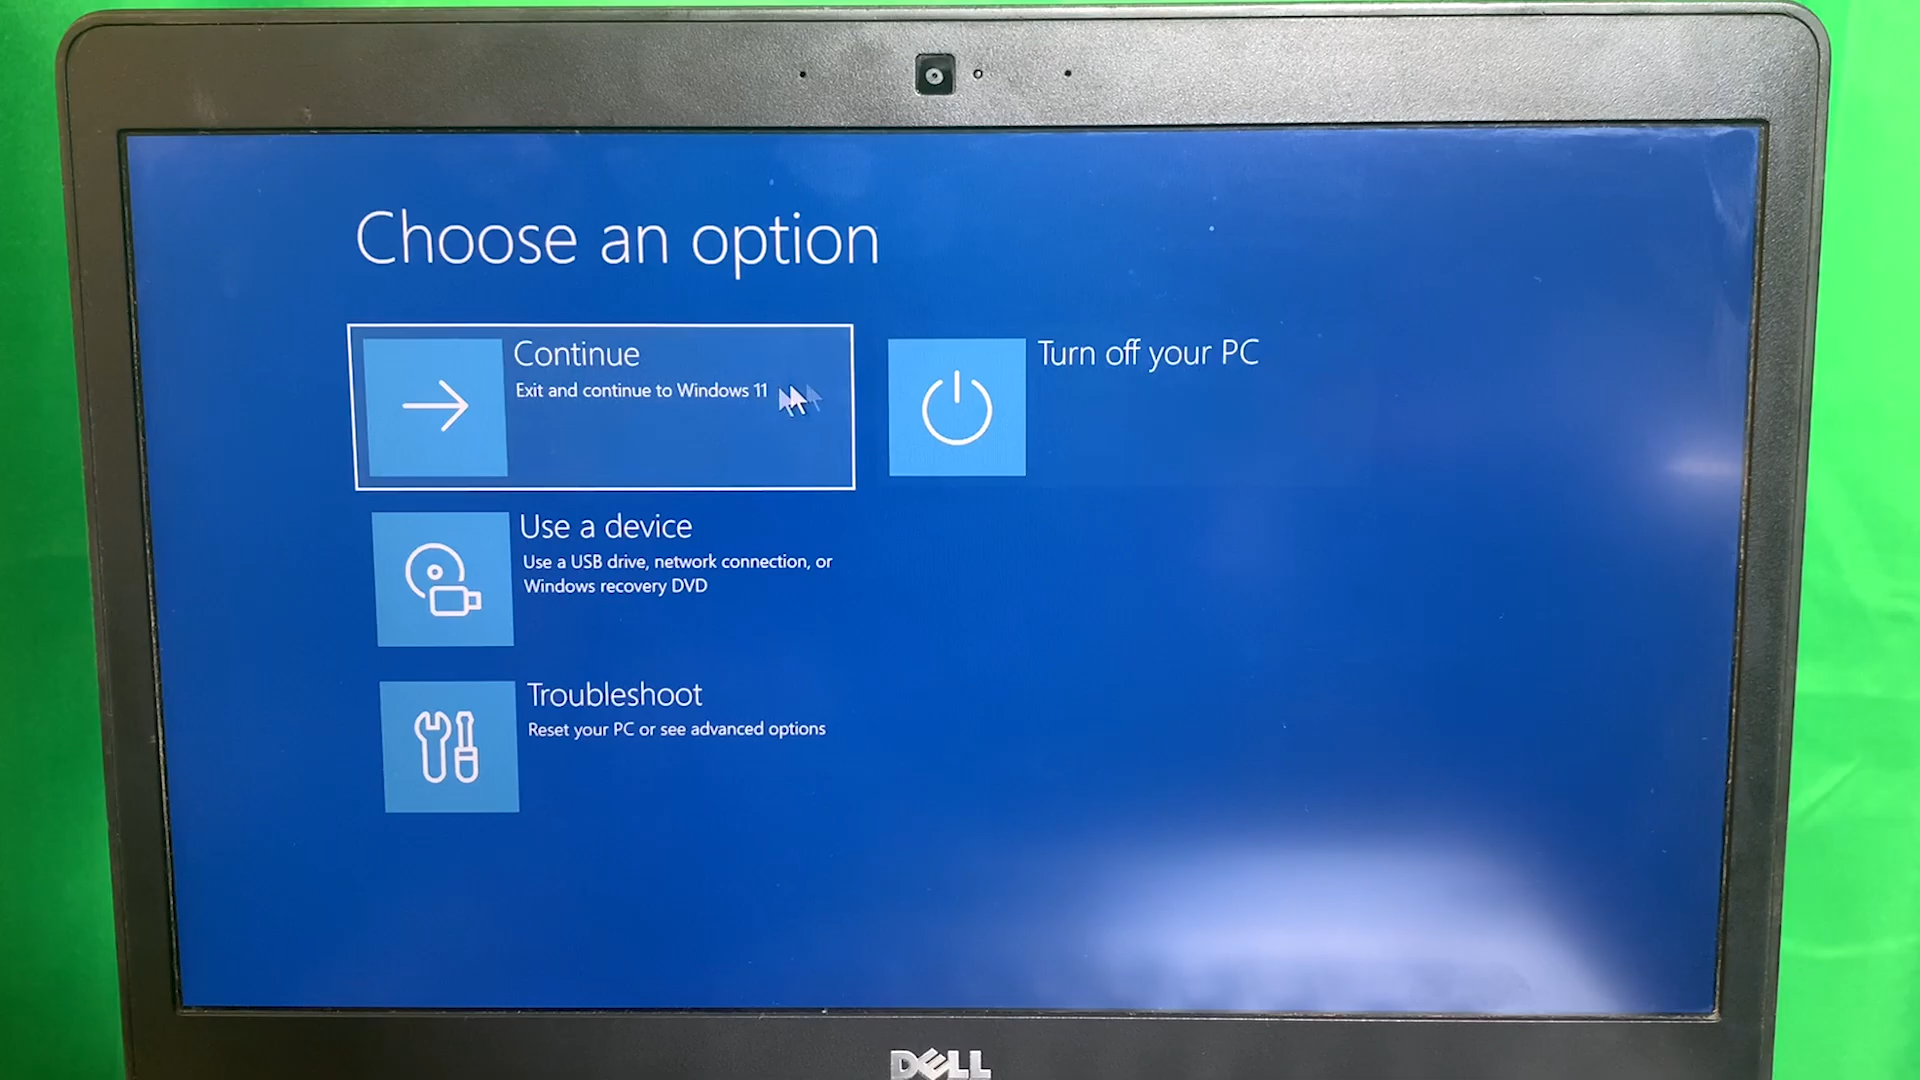 Choose an option
Continue
Exit and continue to Windows 11
Turn off your PC
Use a device
Use a USB drive, network connection, or
Windows recovery DVD
Troubleshoot
Reset your PC or see advanced options
DELL